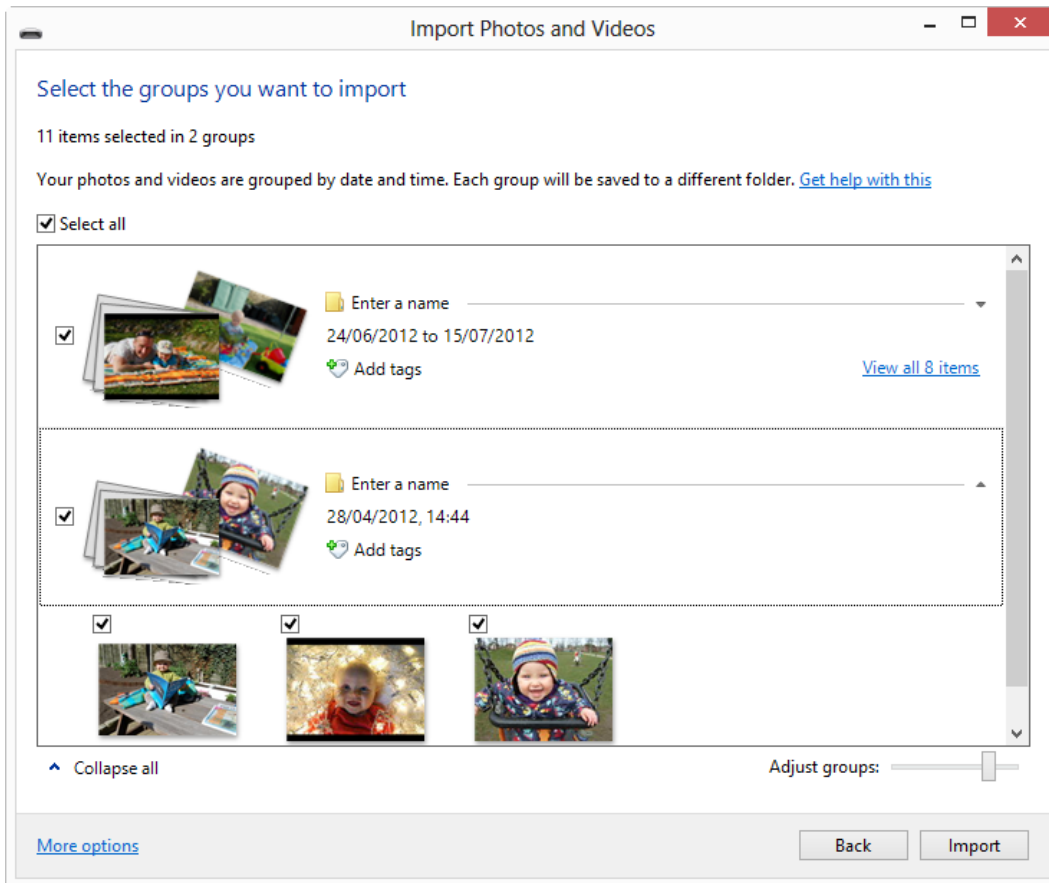 Import Photos and Videos
Select the groups you want to import
11 items selected in 2 groups
Your photos and videos are grouped by date and time. Each group will be saved to a different folder. Get help with this
Select all
Enter a name
24/06/2012 to 15/07/2012
Add tags
View all 8 items
Enter a name
28/04/2012, 14:44
Add tags
Collapse all
Adjust groups:
More options
Back
Import